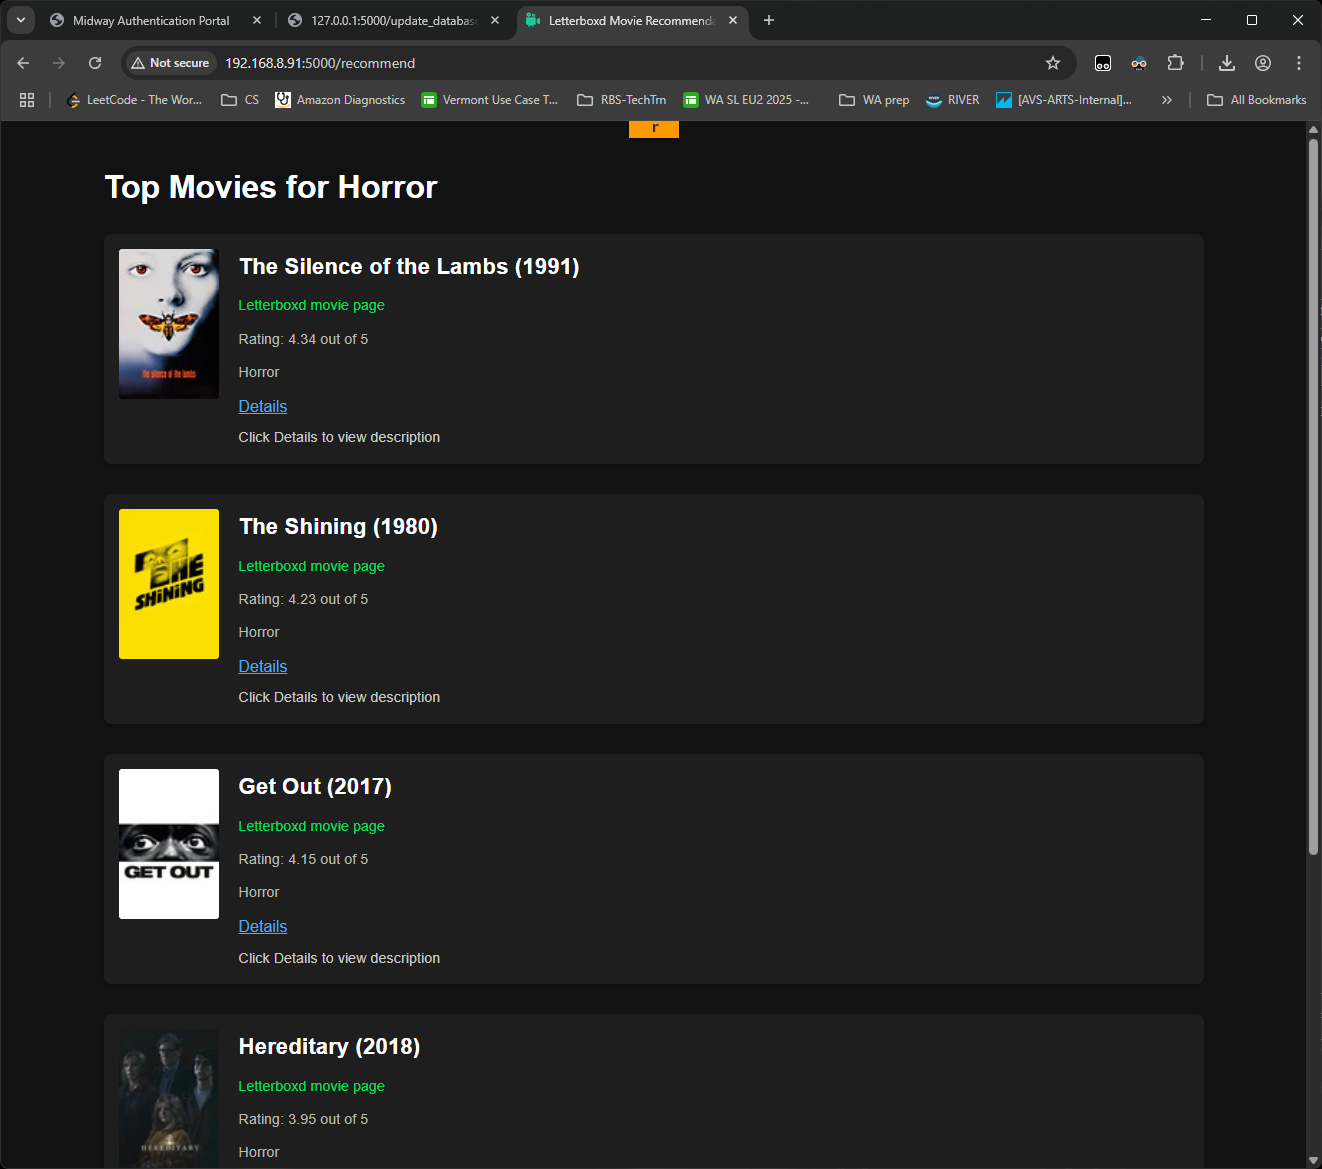 Midway Authentication Portal
127.0.0.1:5000/update_database
Letterboxd Movie Recommenda
Not secure
192.168.8.91:5000/recommend
LeetCode - The Wor...
CS
Amazon Diagnostics
Vermont Use Case T...
RBS-TechTrn
WA SL EU2 2025 -...
WA prep
RIVER
[AVS-ARTS-Internal]...
All Bookmarks
r
Top Movies for Horror
The Silence of the Lambs (1991)
Letterboxd movie page
Rating: 4.34 out of 5
Horror
Details
Click Details to view description
the silence of the lambs
The Shining (1980)
Letterboxd movie page
Rating: 4.23 out of 5
Horror
Details
Click Details to view description
THE
SHiNiNG
Get Out (2017)
Letterboxd movie page
Rating: 4.15 out of 5
Horror
Details
Click Details to view description
GET OUT
Hereditary (2018)
Letterboxd movie page
Rating: 3.95 out of 5
Horror
HEREDITARY